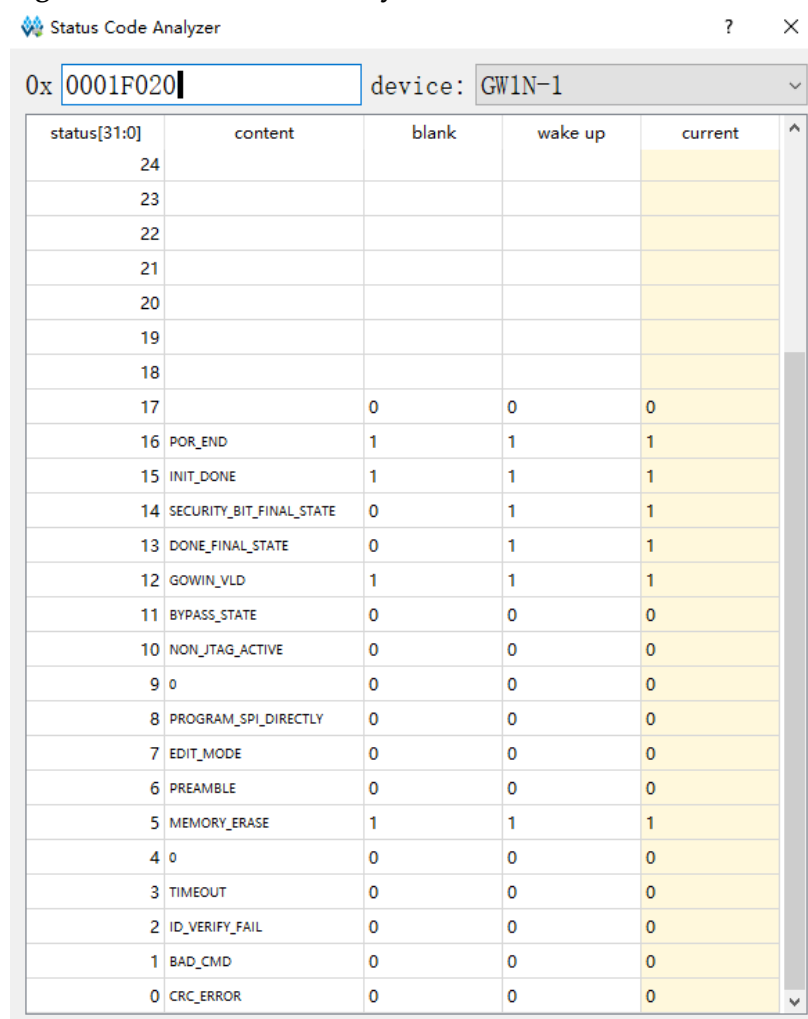 Status Code Analyzer ? ×
0x 0001F020 device: GW1N-1
status[31:0] content blank wake up current
24
23
22
21
20
19
18
17 0 0 0
16 POR_END 1 1 1
15 INIT_DONE 1 1 1
14 SECURITY_BIT_FINAL_STATE 0 1 1
13 DONE_FINAL_STATE 0 1 1
12 GOWIN_VLD 1 1 1
11 BYPASS_STATE 0 0 0
10 NON_JTAG_ACTIVE 0 0 0
9 0 0 0 0
8 PROGRAM_SPI_DIRECTLY 0 0 0
7 EDIT_MODE 0 0 0
6 PREAMBLE 0 0 0
5 MEMORY_ERASE 1 1 1
4 0 0 0 0
3 TIMEOUT 0 0 0
2 ID_VERIFY_FAIL 0 0 0
1 BAD_CMD 0 0 0
0 CRC_ERROR 0 0 0